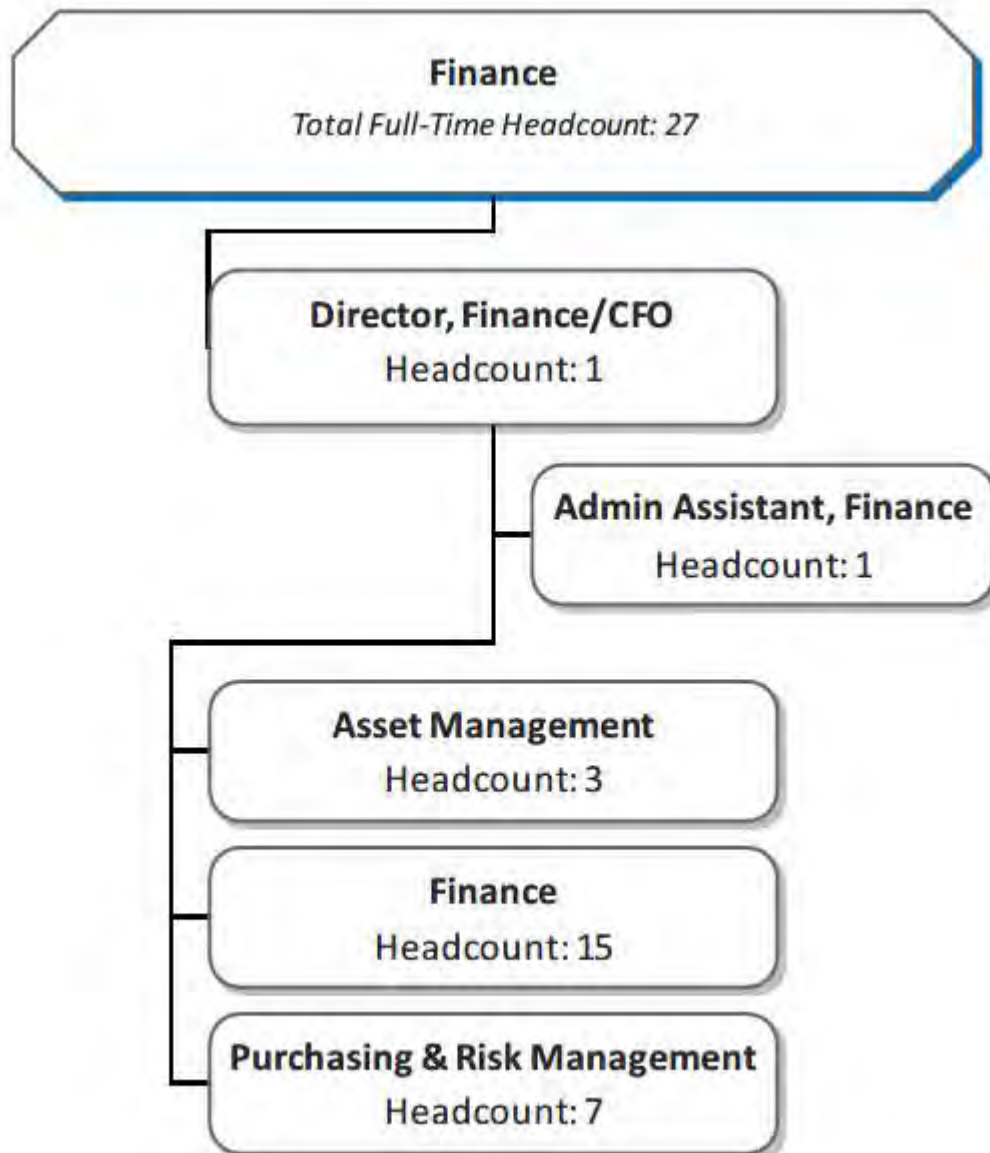 Finance
Total Full-Time Headcount: 27
Director, Finance/CFO
Headcount: 1
Admin Assistant, Finance
Headcount: 1
Asset Management
Headcount: 3
Finance
Headcount: 15
Purchasing & Risk Management
Headcount: 7